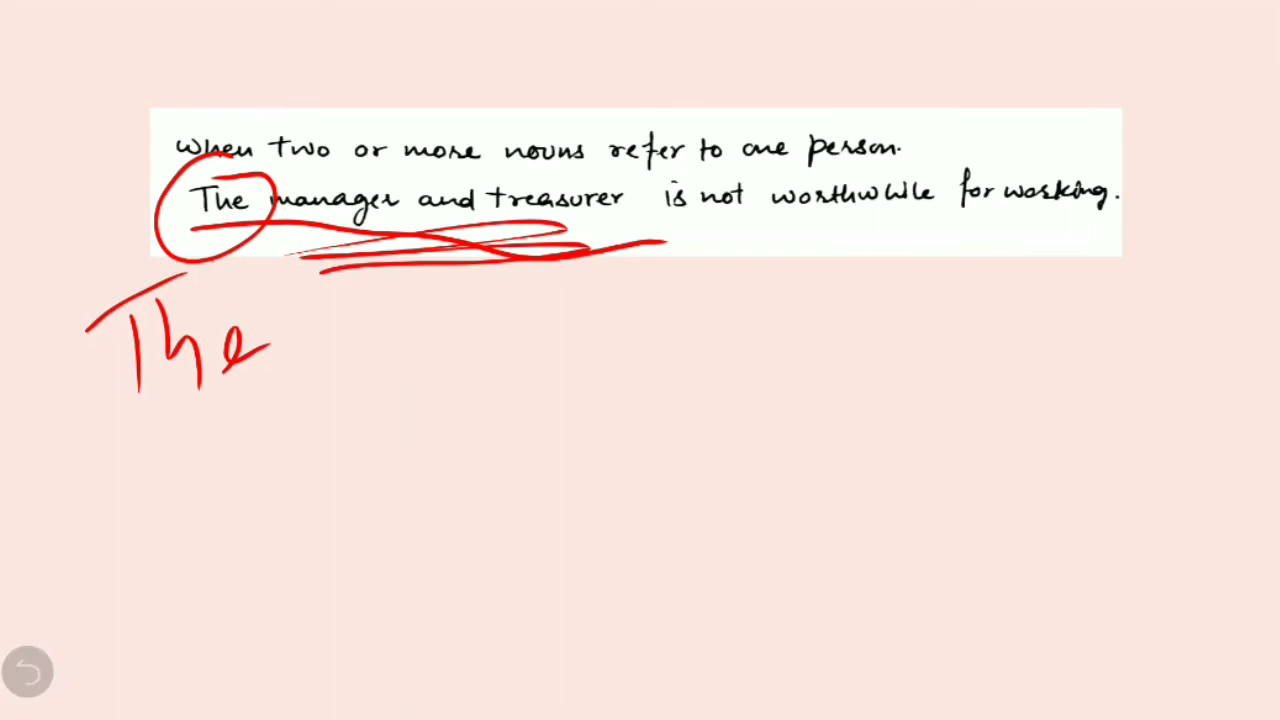 When two or more nouns refer to one person.
The manager and treasurer is not worthwhile for working.
The